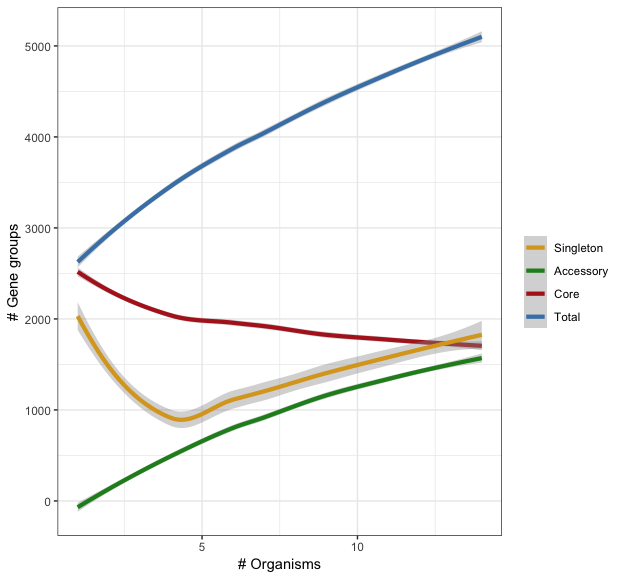 # Gene groups
5000
4000
3000
2000
1000
0
5
10
# Organisms
Singleton
Accessory
Core
Total